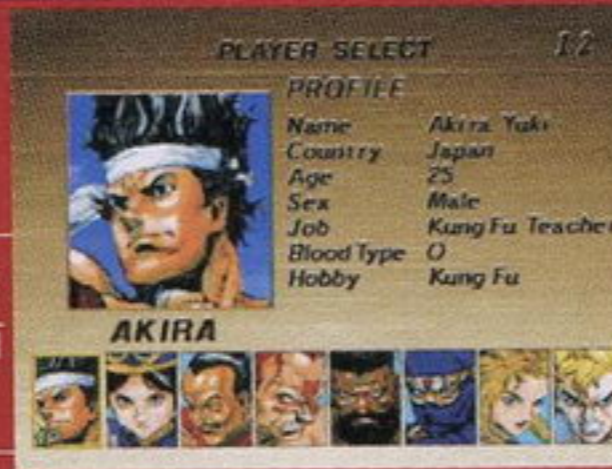 PLAYER SELECT 12
PROFILE
Name Akira Yuki
Country Japan
Age 25
Sex Male
Job Kung Fu Teacher
Blood Type O
Hobby Kung Fu
AKIRA